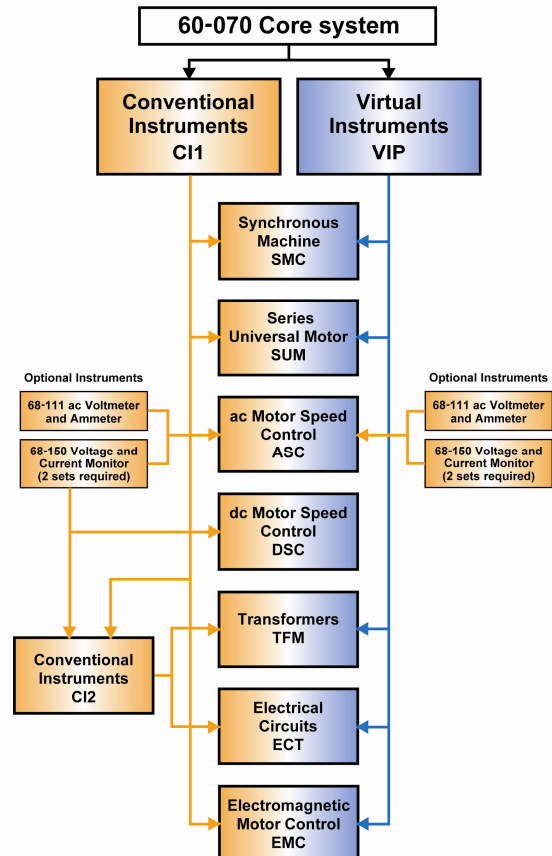 60-070 Core system
Conventional
Instruments
CI1
Virtual
Instruments
VIP
Synchronous
Machine
SMC
Series
Universal Motor
SUM
Optional Instruments
68-111 ac Voltmeter
and Ammeter
68-150 Voltage and
Current Monitor
(2 sets required)
ac Motor Speed
Control
ASC
Optional Instruments
68-111 ac Voltmeter
and Ammeter
68-150 Voltage and
Current Monitor
(2 sets required)
dc Motor Speed
Control
DSC
Transformers
TFM
Conventional
Instruments
CI2
Electrical
Circuits
ECT
Electromagnetic
Motor Control
EMC